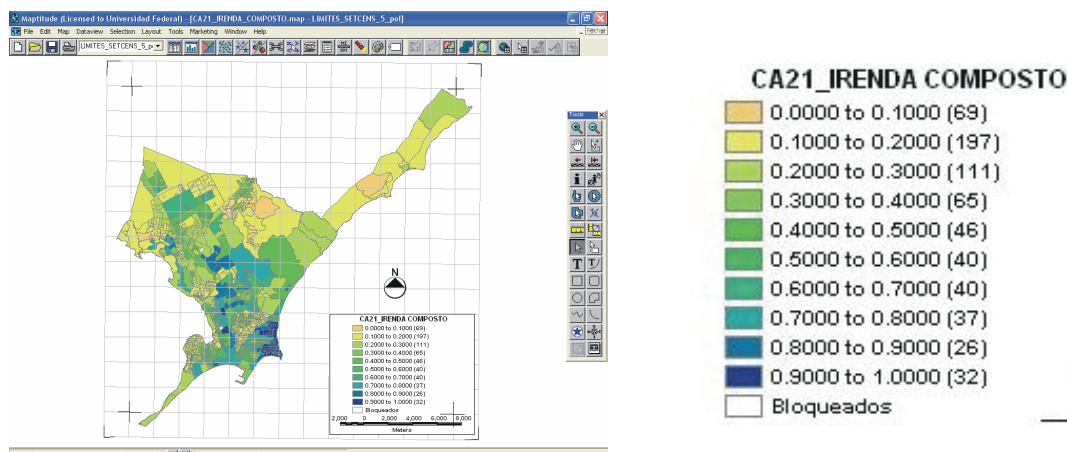 Maptitude (Licensed to Universidad Federal) - [CA21_IRENDA_COMPOSTO.map - LIMITES_SETCENS_5_pol]
File Edit Map Dataview Selection Layout Tools Marketing Window Help
Fechar
LIMITES_SETCENS_5_p
Tools
N
CA21_IRENDA COMPOSTO
0.0000 to 0.1000 (69)
0.1000 to 0.2000 (197)
0.2000 to 0.3000 (111)
0.3000 to 0.4000 (65)
0.4000 to 0.5000 (46)
0.5000 to 0.6000 (40)
0.6000 to 0.7000 (40)
0.7000 to 0.8000 (37)
0.8000 to 0.9000 (26)
0.9000 to 1.0000 (32)
Bloqueados
2,000 0 2,000 4,000 6,000 8,000
Meters
CA21_IRENDA COMPOSTO
0.0000 to 0.1000 (69)
0.1000 to 0.2000 (197)
0.2000 to 0.3000 (111)
0.3000 to 0.4000 (65)
0.4000 to 0.5000 (46)
0.5000 to 0.6000 (40)
0.6000 to 0.7000 (40)
0.7000 to 0.8000 (37)
0.8000 to 0.9000 (26)
0.9000 to 1.0000 (32)
Bloqueados